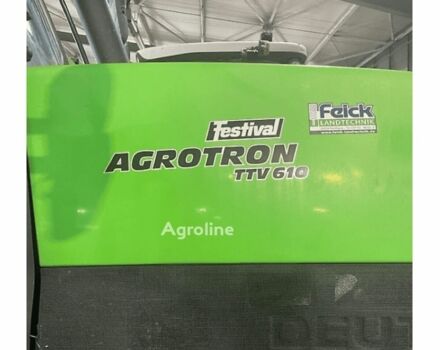 Festival
AGROTRON
TTV 610
Feick
LANDTECHNIK
Agroline
DEUT